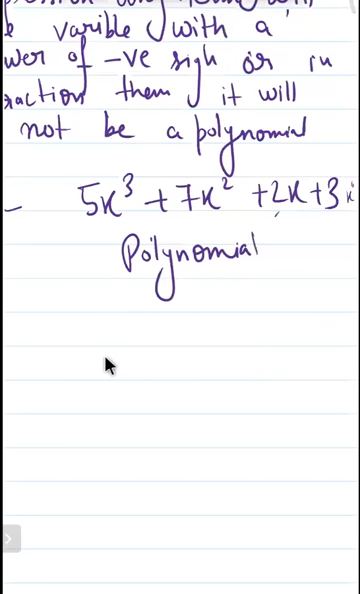 varible with a
wer of -ve sigh or in
raction them it will
not be a polynomial
– 5x³ + 7x² + 2x + 3 i
Polynomial